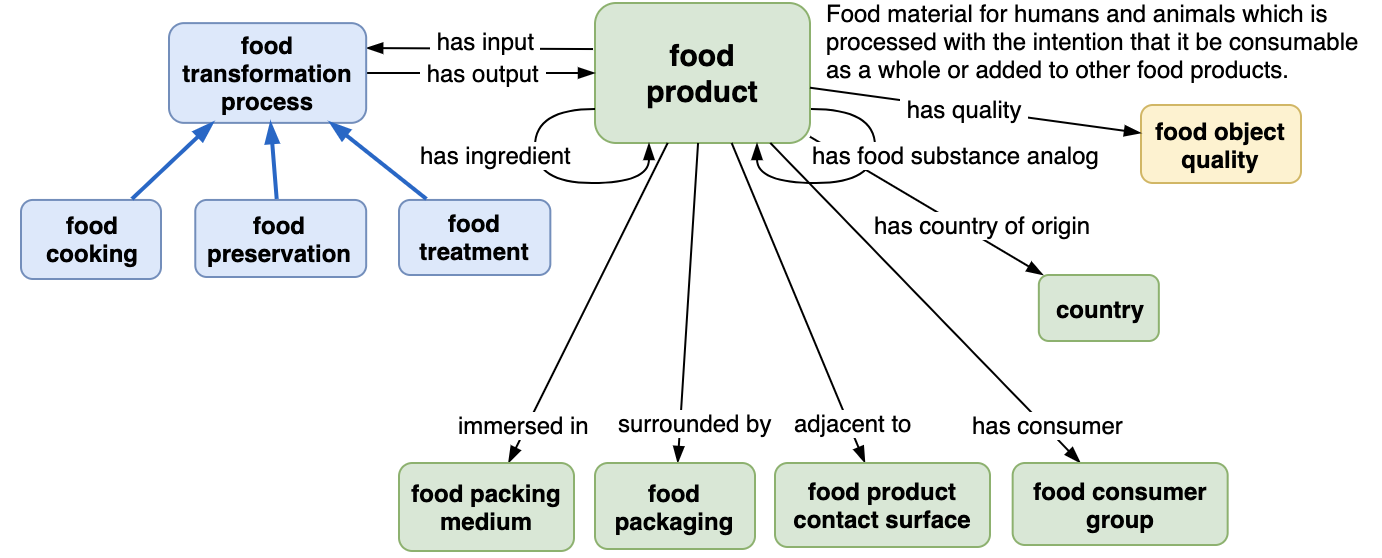 food
transformation
process
has input
has output
food
product
Food material for humans and animals which is
processed with the intention that it be consumable
as a whole or added to other food products.
has quality
food object
quality
has ingredient
has food substance analog
food
cooking
food
preservation
food
treatment
has country of origin
country
immersed in
surrounded by
adjacent to
has consumer
food packing
medium
food
packaging
food product
contact surface
food consumer
group